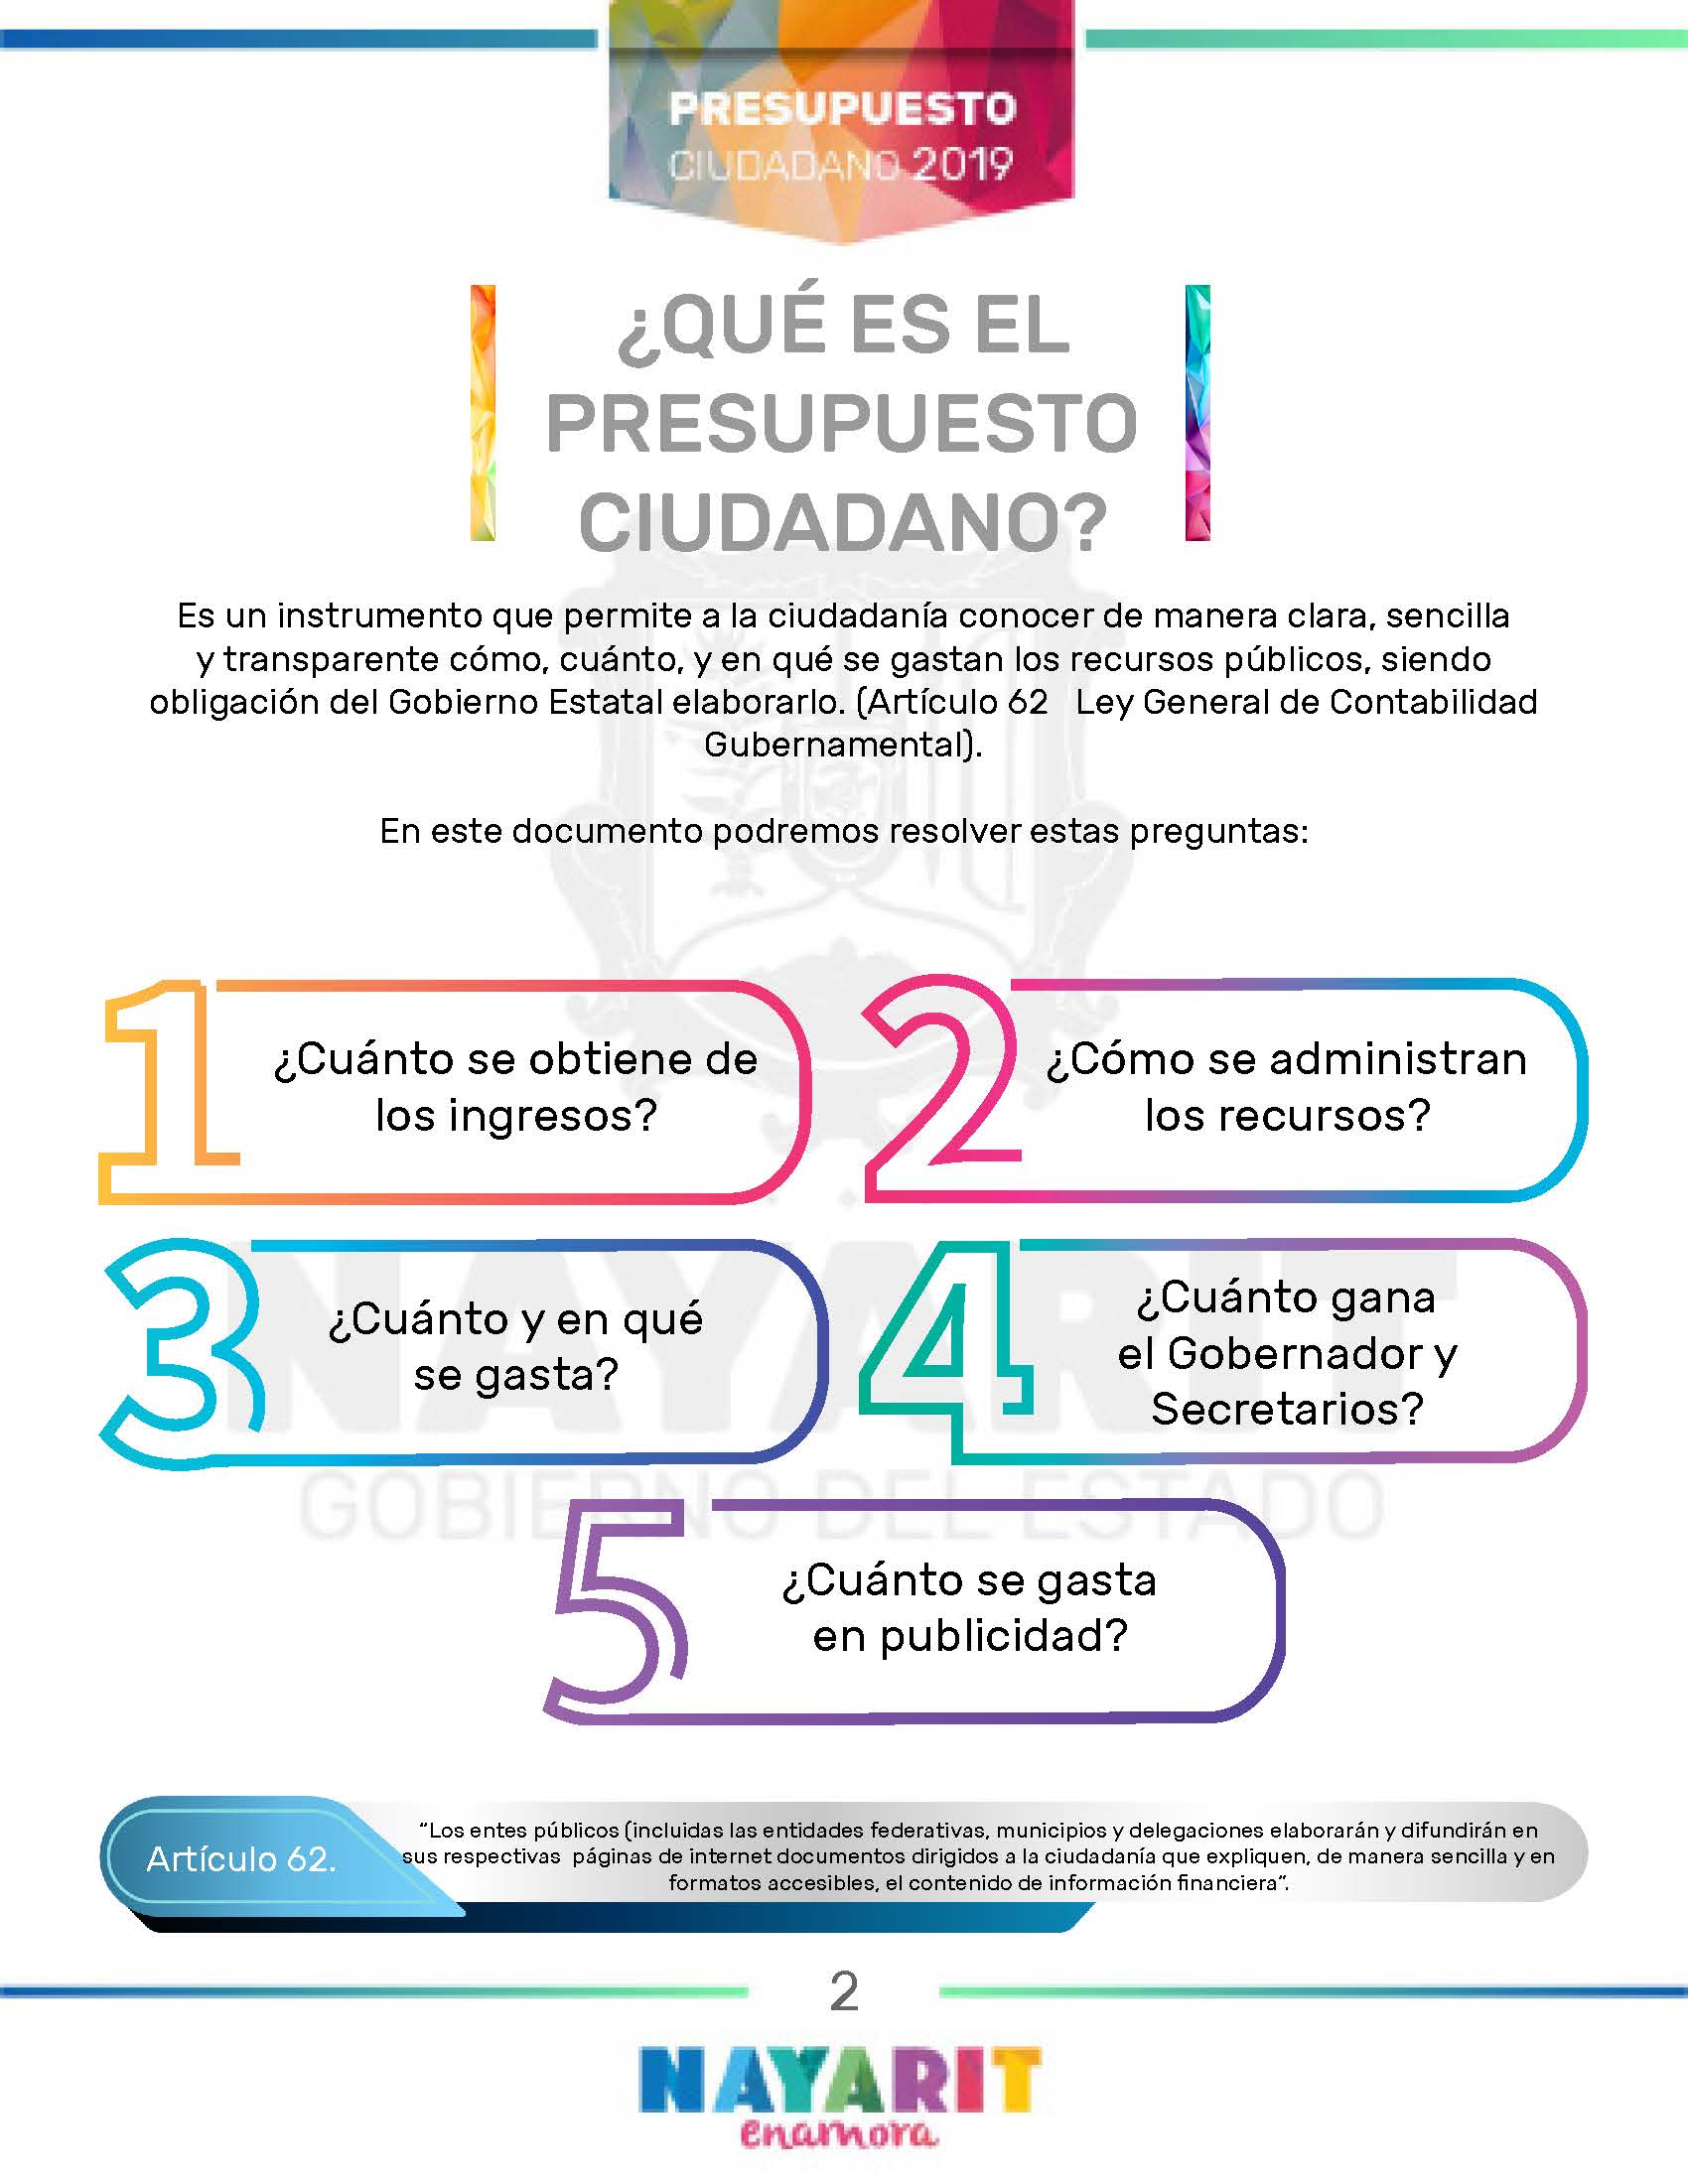 PRESUPUESTO
CIUDADANO 2019
¿QUÉ ES EL
PRESUPUESTO
CIUDADANO?
Es un instrumento que permite a la ciudadanía conocer de manera clara, sencilla
y transparente cómo, cuánto, y en qué se gastan los recursos públicos, siendo
obligación del Gobierno Estatal elaborarlo. (Artículo 62 Ley General de Contabilidad
Gubernamental).
En este documento podremos resolver estas preguntas:
1
¿Cuánto se obtiene de
los ingresos?
2
¿Cómo se administran
los recursos?
3
¿Cuánto y en qué
se gasta?
4
¿Cuánto gana
el Gobernador y
Secretarios?
NAYARIT
GOBIERNO DEL ESTADO
5
¿Cuánto se gasta
en publicidad?
Artículo 62.
“Los entes públicos (incluidas las entidades federativas, municipios y delegaciones elaborarán y difundirán en
sus respectivas páginas de internet documentos dirigidos a la ciudadanía que expliquen, de manera sencilla y en
formatos accesibles, el contenido de información financiera”.
2
NAYARIT
enamora